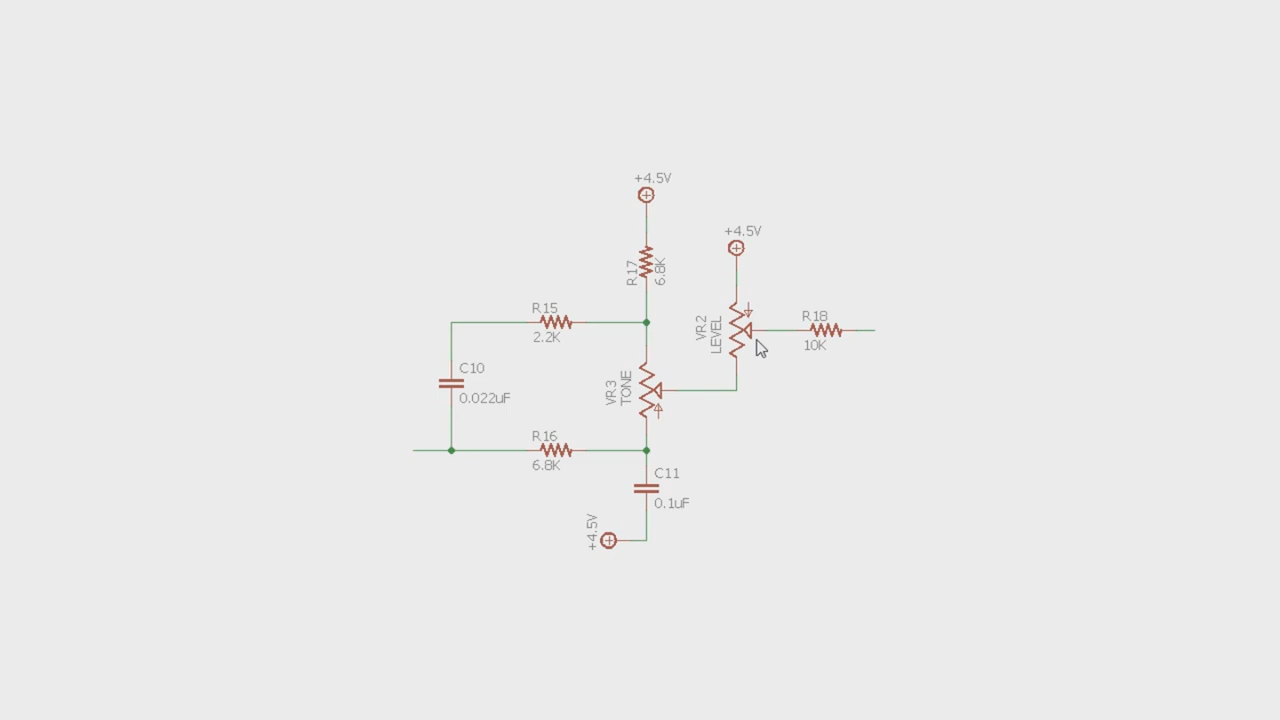 +4.5V
+4.5V
R17
6.8K
R15
2.2K
VR2
LEVEL
R18
10K
C10
0.022uF
VR3
TONE
R16
6.8K
C11
0.1uF
+4.5V